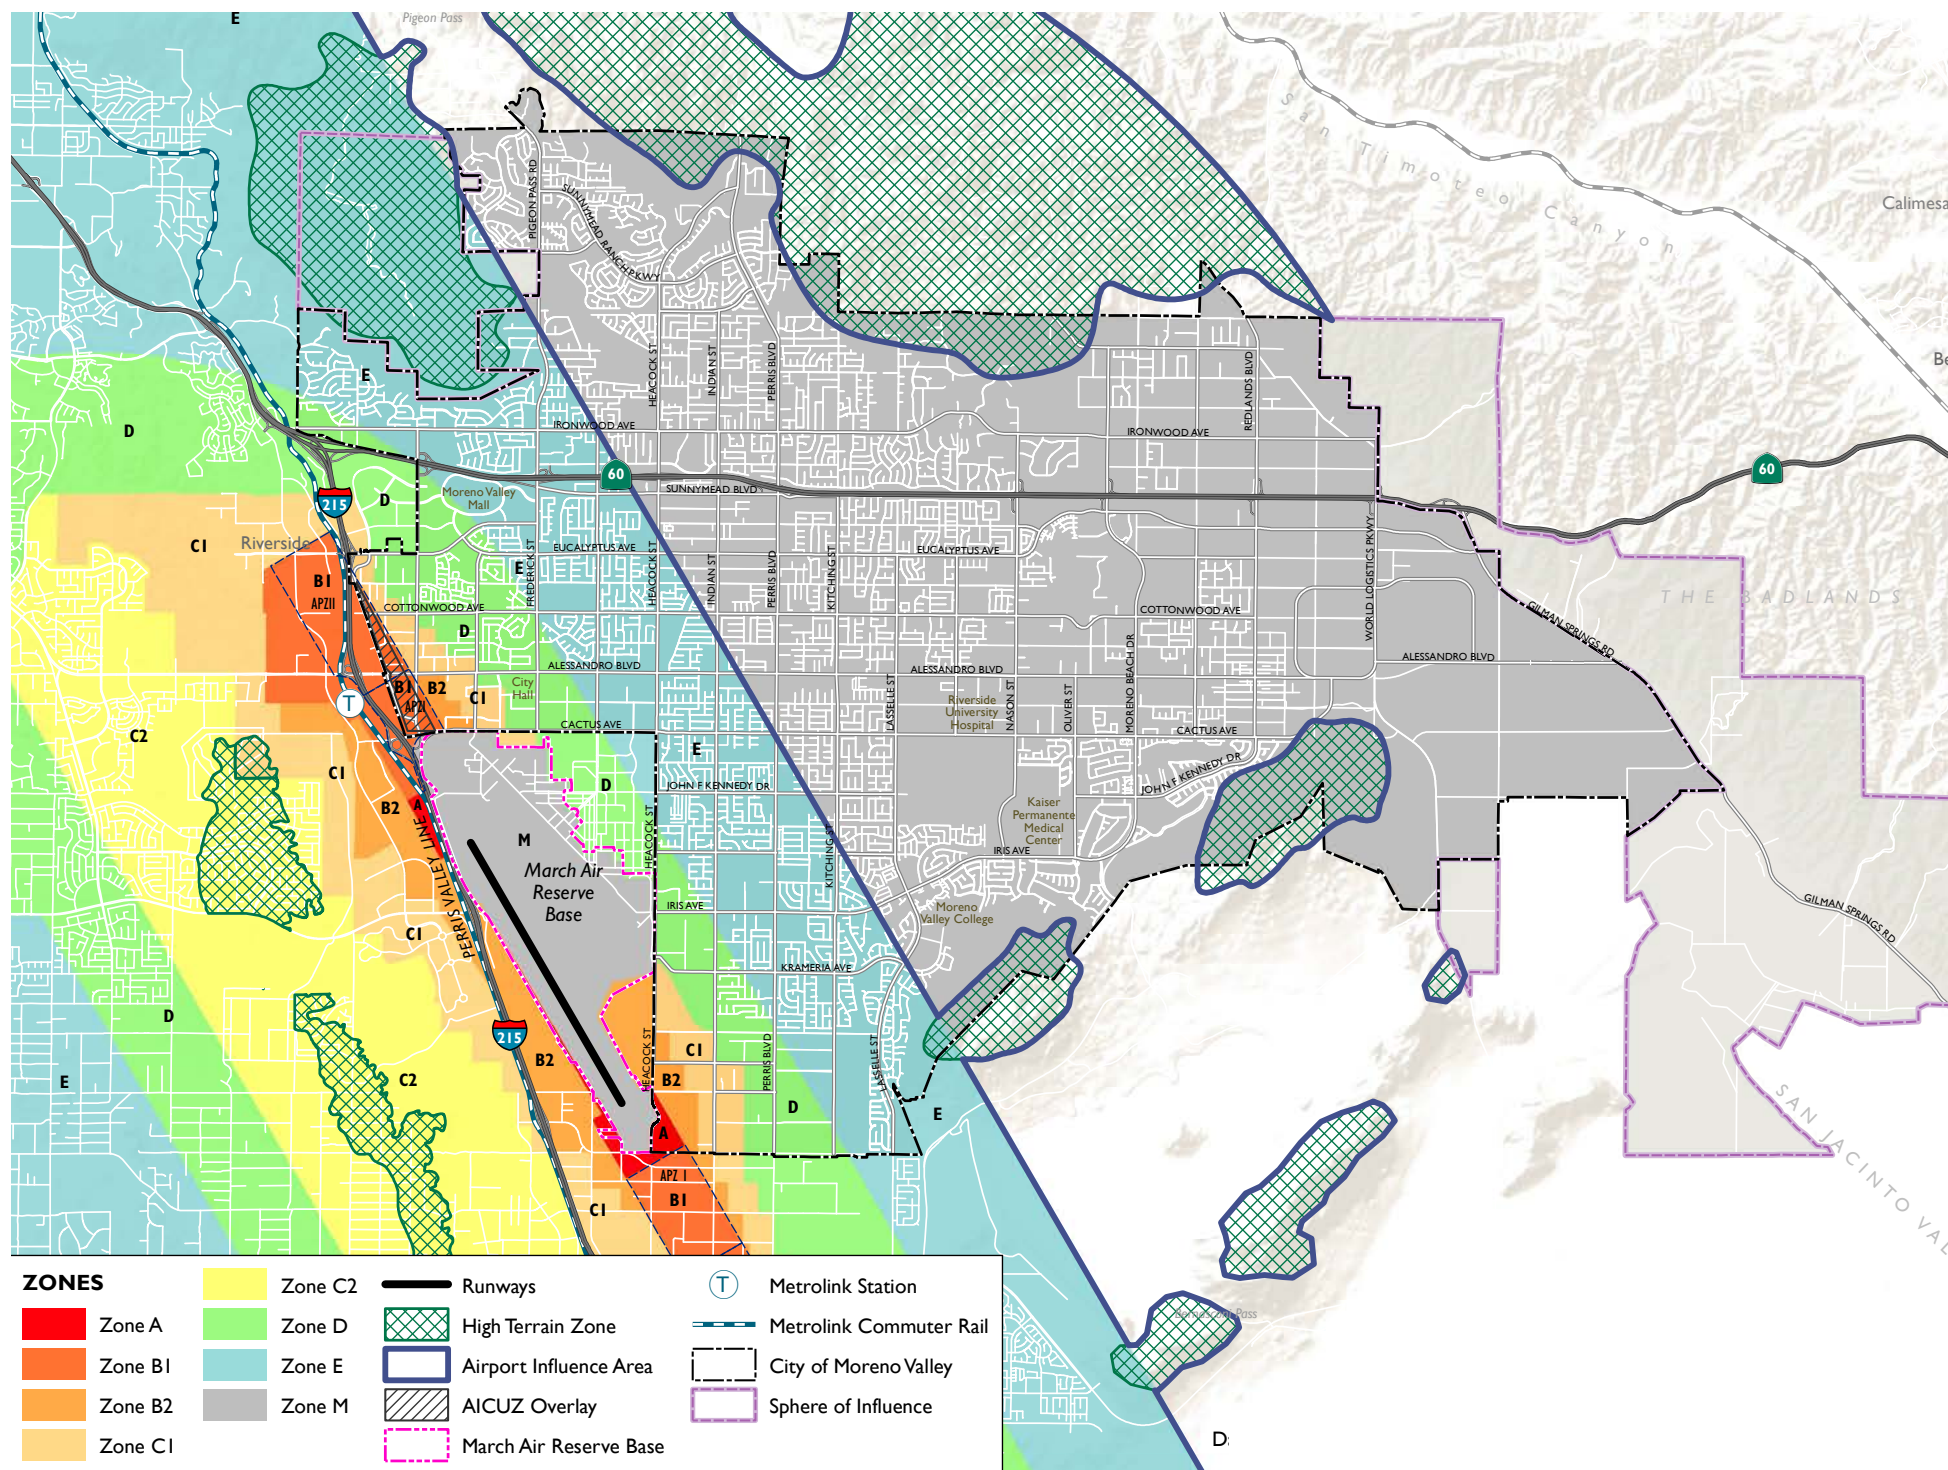 E
Pigeon Pass
San Timoteo Canyon
Calimesa
PIGEON PASS RD
SUNNYMEAD RANCH PKWY
HEACOCK ST
INDIAN ST
PERRIS BLVD
REDLANDS BLVD
Be
E
D
IRONWOOD AVE
IRONWOOD AVE
60
60
D
Moreno Valley
Mall
SUNNYMEAD BLVD
215
C1
Riverside
EUCALYPTUS AVE
EUCALYPTUS AVE
B1
APZII
E
FREDERICK ST
HEACOCK ST
INDIAN ST
PERRIS BLVD
KITCHING ST
WORLD LOGISTICS PKWY
THE BADLANDS
COTTONWOOD AVE
COTTONWOOD AVE
GILMAN SPRINGS RD
D
MORENO BEACH DR
ALESSANDRO BLVD
ALESSANDRO BLVD
ALESSANDRO BLVD
B1
B2
C1
City
Hall
APZI
T
LASSELLE ST
Riverside
University
Hospital
NASON ST
OLIVER ST
CACTUS AVE
CACTUS AVE
C2
E
C1
D
JOHN F KENNEDY DR
JOHN F KENNEDY DR
B2
A
Kaiser
Permanente
Medical
Center
M
HEACOCK ST
KITCHING ST
IRIS AVE
March Air
Reserve
Base
PERRIS VALLEY LINE
IRIS AVE
Moreno
Valley College
GILMAN SPRINGS RD
C1
KRAMERIA AVE
D
215
HEACOCK ST
PERRIS BLVD
LASSELLE ST
C1
B2
B2
E
C2
D
E
A
SAN JACINTO VAL
APZ I
B1
C1
Bernasconi Pass
ZONES
Zone A
Zone B1
Zone B2
Zone C1
Zone C2
Zone D
Zone E
Zone M
Runways
High Terrain Zone
Airport Influence Area
AICUZ Overlay
March Air Reserve Base
T
Metrolink Station
Metrolink Commuter Rail
City of Moreno Valley
Sphere of Influence
D